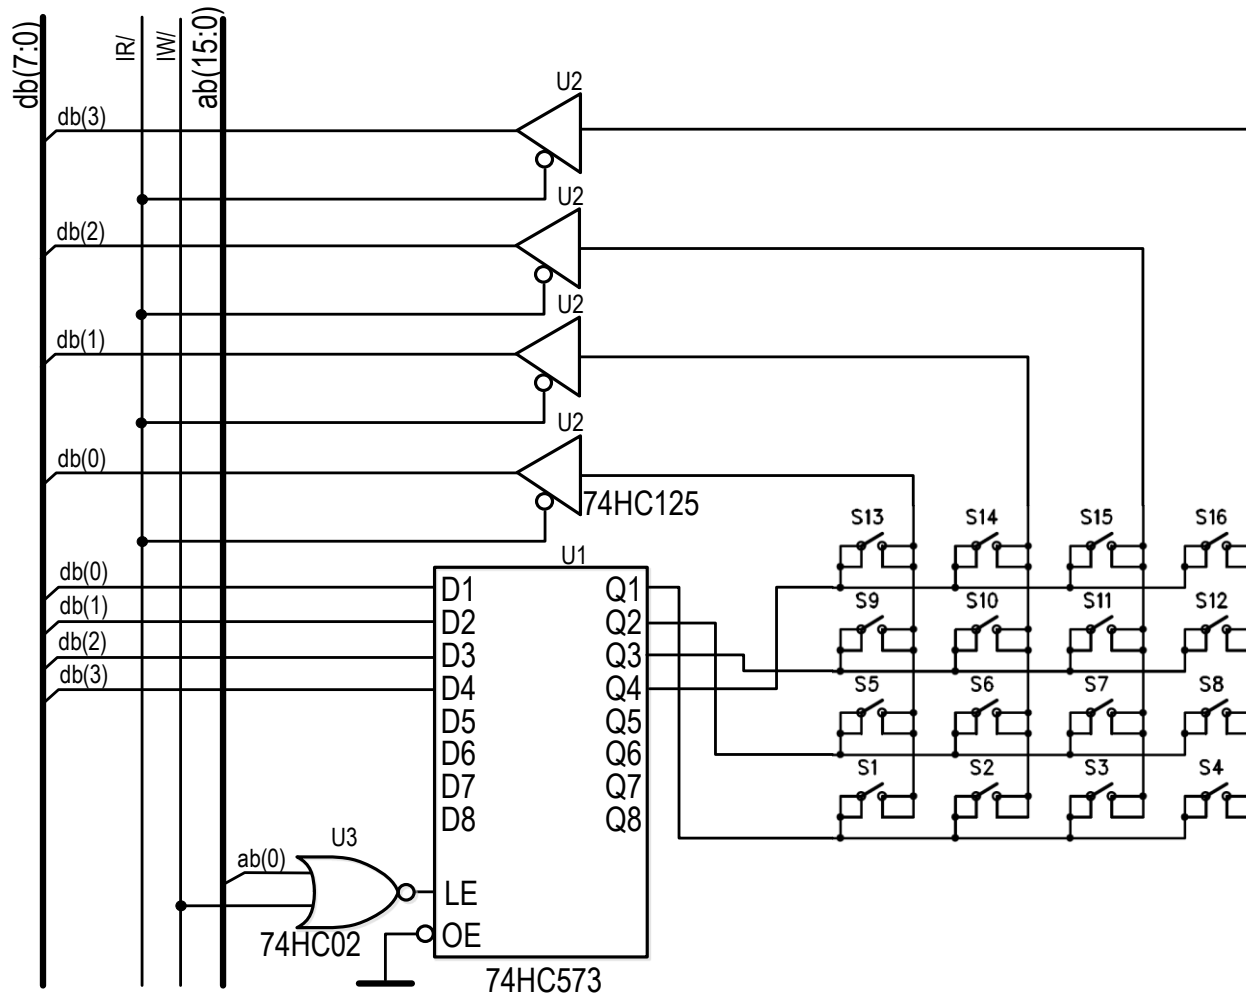 db(7:0)
IR/
IW/
ab(15:0)
U2
db(3)
U2
db(2)
U2
db(1)
U2
db(0)
74HC125
S13 S14 S15 S16
U1
db(0)
D1 Q1
db(1)
S9 S10 S11 S12
D2 Q2
db(2)
D3 Q3
db(3)
D4 Q4
S5 S6 S7 S8
D5 Q5
D6 Q6
S1 S2 S3 S4
D7 Q7
D8 Q8
U3
ab(0)
LE
OE
74HC02
74HC573